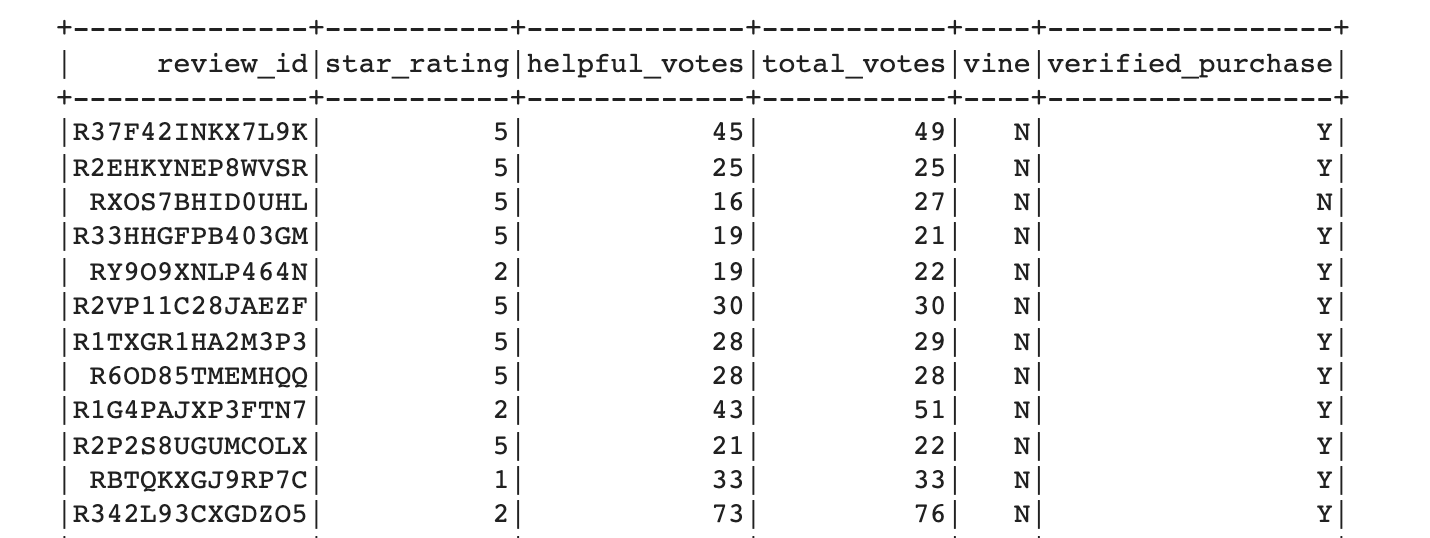 +--------------+-----------+-------------+-----------+----+-----------------+
|     review_id|star_rating|helpful_votes|total_votes|vine|verified_purchase|
+--------------+-----------+-------------+-----------+----+-----------------+
|R37F42INKX7L9K|          5|           45|         49|   N|                Y|
|R2EHKYNEP8WVSR|          5|           25|         25|   N|                Y|
| RXOS7BHID0UHL|          5|           16|         27|   N|                N|
|R33HHGFPB403GM|          5|           19|         21|   N|                Y|
| RY9O9XNLP464N|          2|           19|         22|   N|                Y|
|R2VP11C28JAEZF|          5|           30|         30|   N|                Y|
|R1TXGR1HA2M3P3|          5|           28|         29|   N|                Y|
| R6OD85TMEMHQQ|          5|           28|         28|   N|                Y|
|R1G4PAJXP3FTN7|          2|           43|         51|   N|                Y|
|R2P2S8UGUMCOLX|          5|           21|         22|   N|                Y|
| RBTQKXGJ9RP7C|          1|           33|         33|   N|                Y|
|R342L93CXGDZO5|          2|           73|         76|   N|                Y|